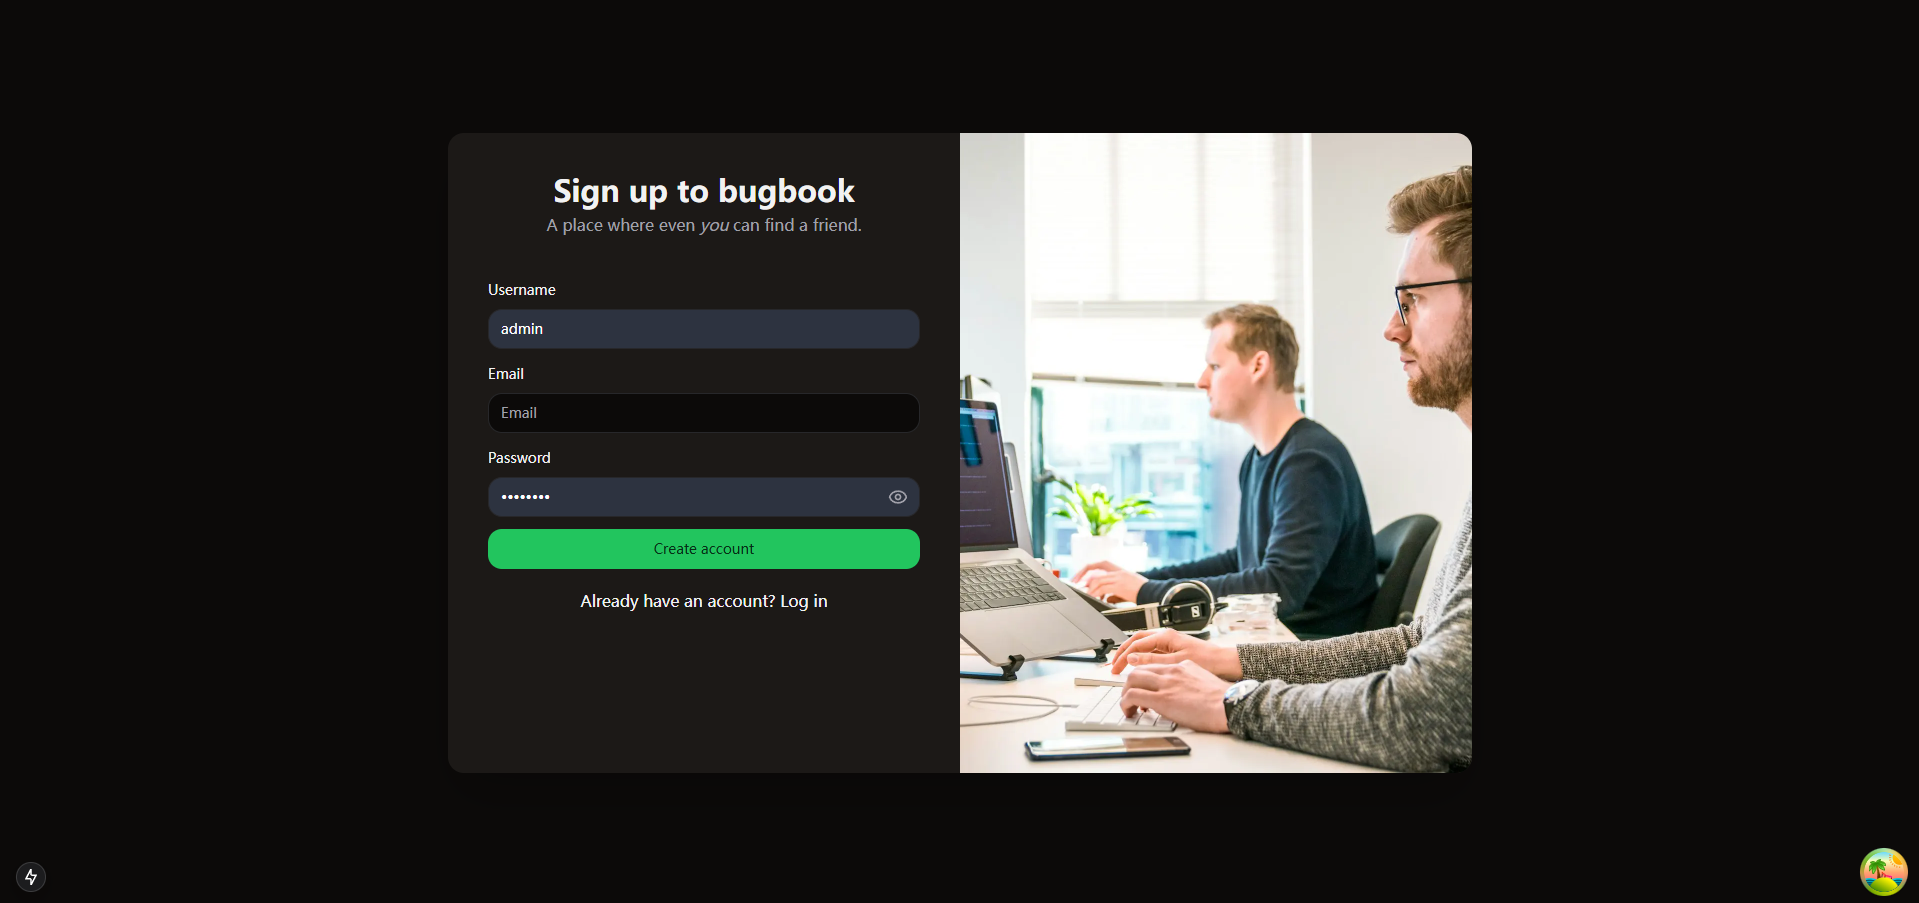 Sign up to bugbook
A place where even you can find a friend.
Username
admin
Email
Email
Password
••••••••
Create account
Already have an account? Log in